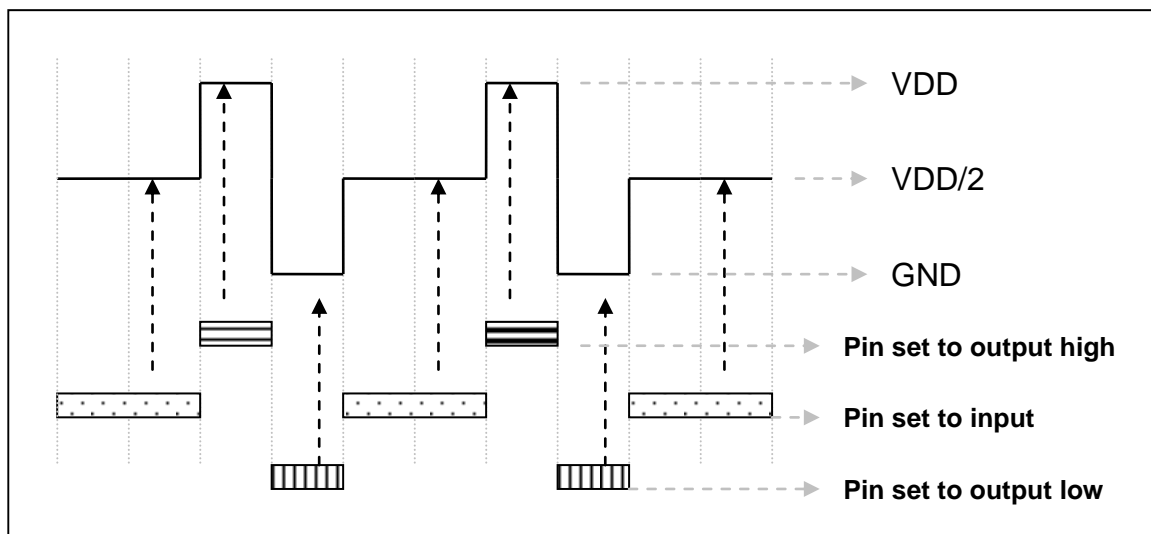 VDD
VDD/2
GND
Pin set to output high
Pin set to input
Pin set to output low